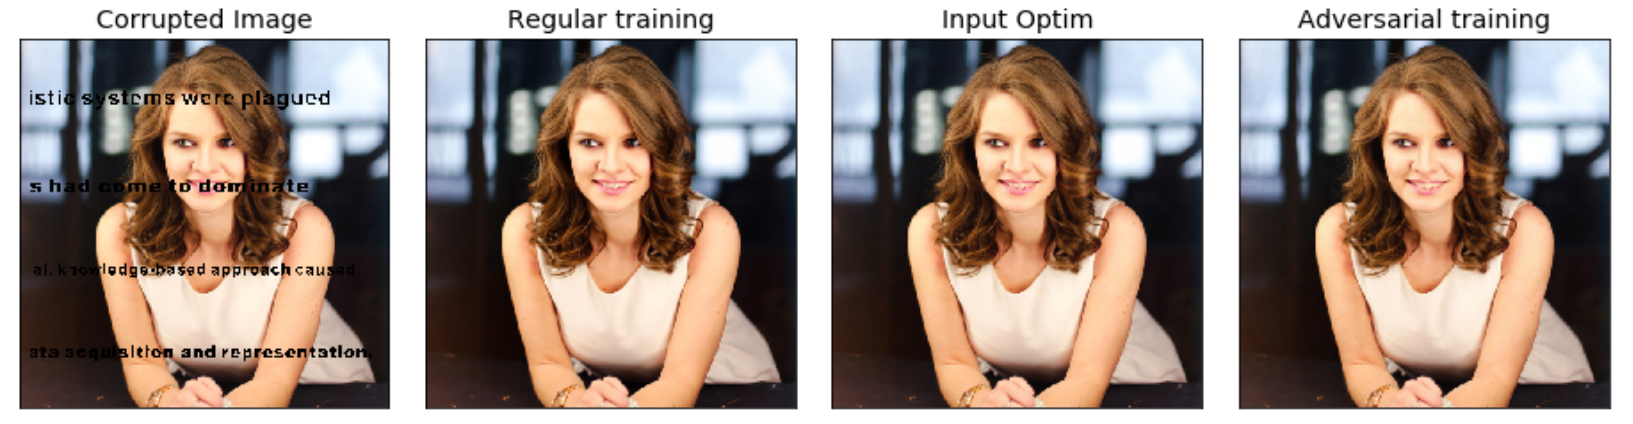 Corrupted Image Regular training Input Optim Adversarial training
istic systems were plagued
s had come to dominate
al. knowledge-based approach caused
ata acquisition and representation.